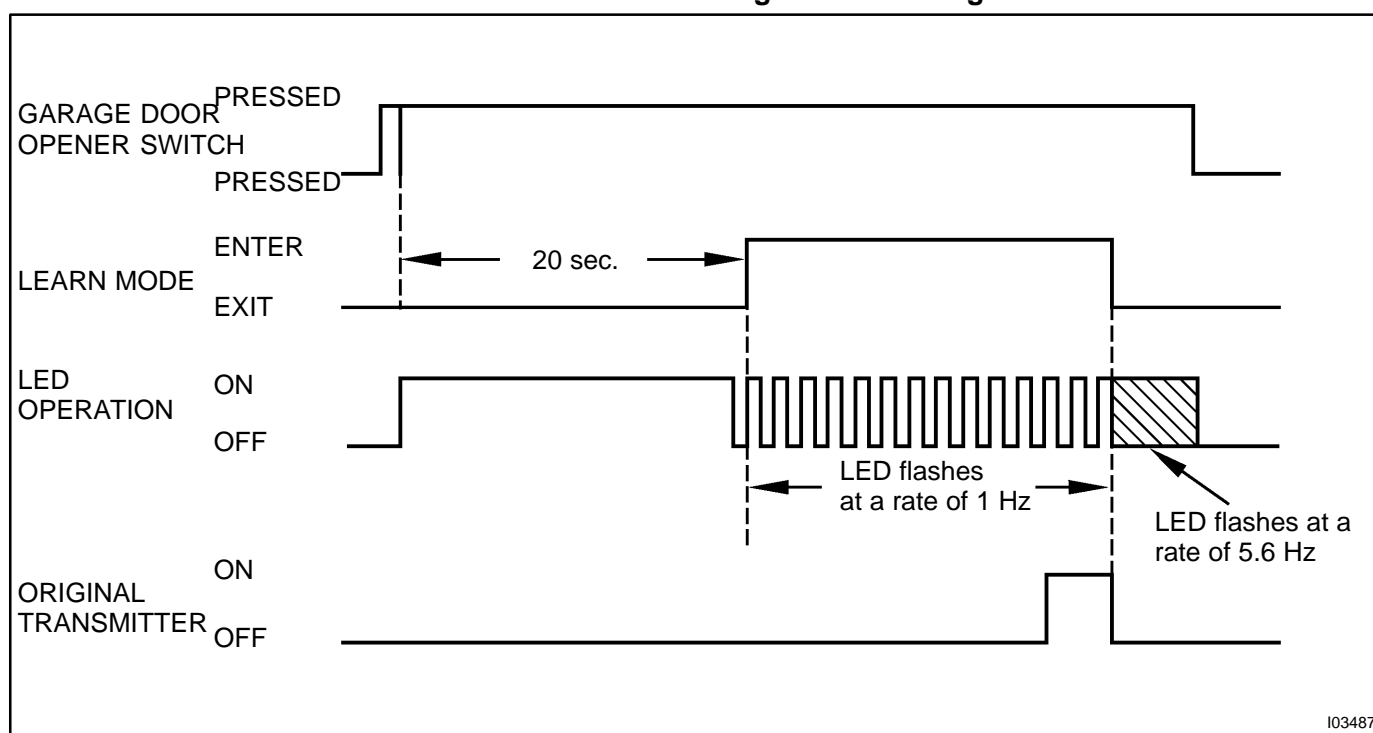 PRESSED
GARAGE DOOR
OPENER SWITCH
PRESSED
ENTER
20 sec.
LEARN MODE
EXIT
LED
ON
OPERATION
OFF
LED flashes
at a rate of 1 Hz
LED flashes at a
rate of 5.6 Hz
ON
ORIGINAL
TRANSMITTER
OFF
I03487